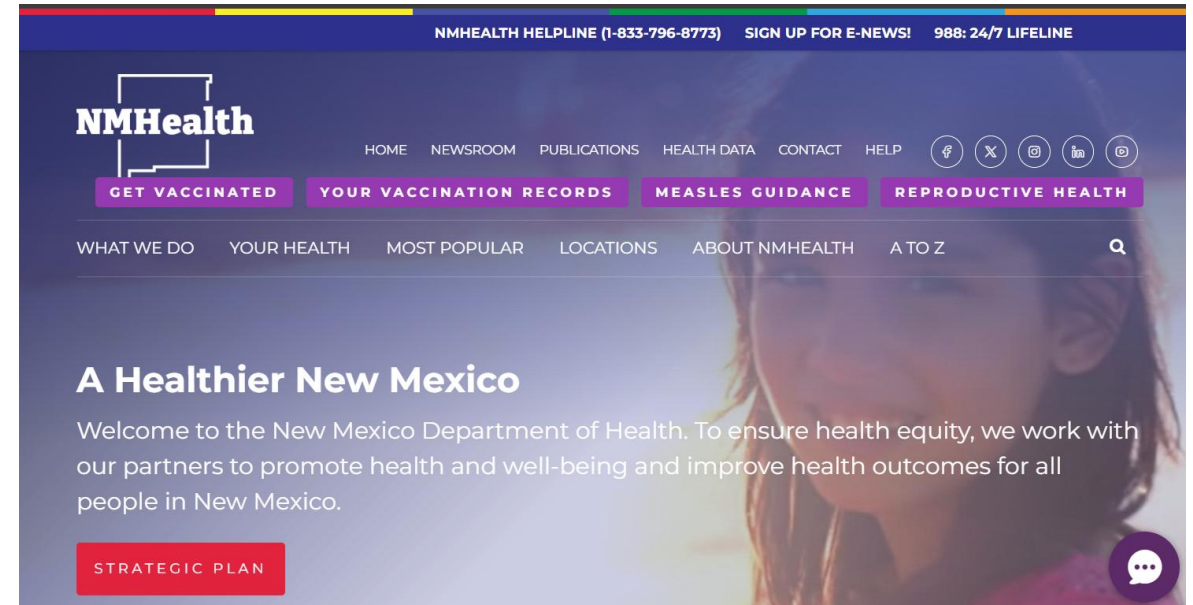 NMHEALTH HELPLINE (1-833-796-8773) SIGN UP FOR E-NEWS! 988: 24/7 LIFELINE
NMHealth
HOME NEWSROOM PUBLICATIONS HEALTH DATA CONTACT HELP
GET VACCINATED YOUR VACCINATION RECORDS MEASLES GUIDANCE REPRODUCTIVE HEALTH
WHAT WE DO YOUR HEALTH MOST POPULAR LOCATIONS ABOUT NMHEALTH A TO Z
A Healthier New Mexico
Welcome to the New Mexico Department of Health. To ensure health equity, we work with
our partners to promote health and well-being and improve health outcomes for all
people in New Mexico.
STRATEGIC PLAN